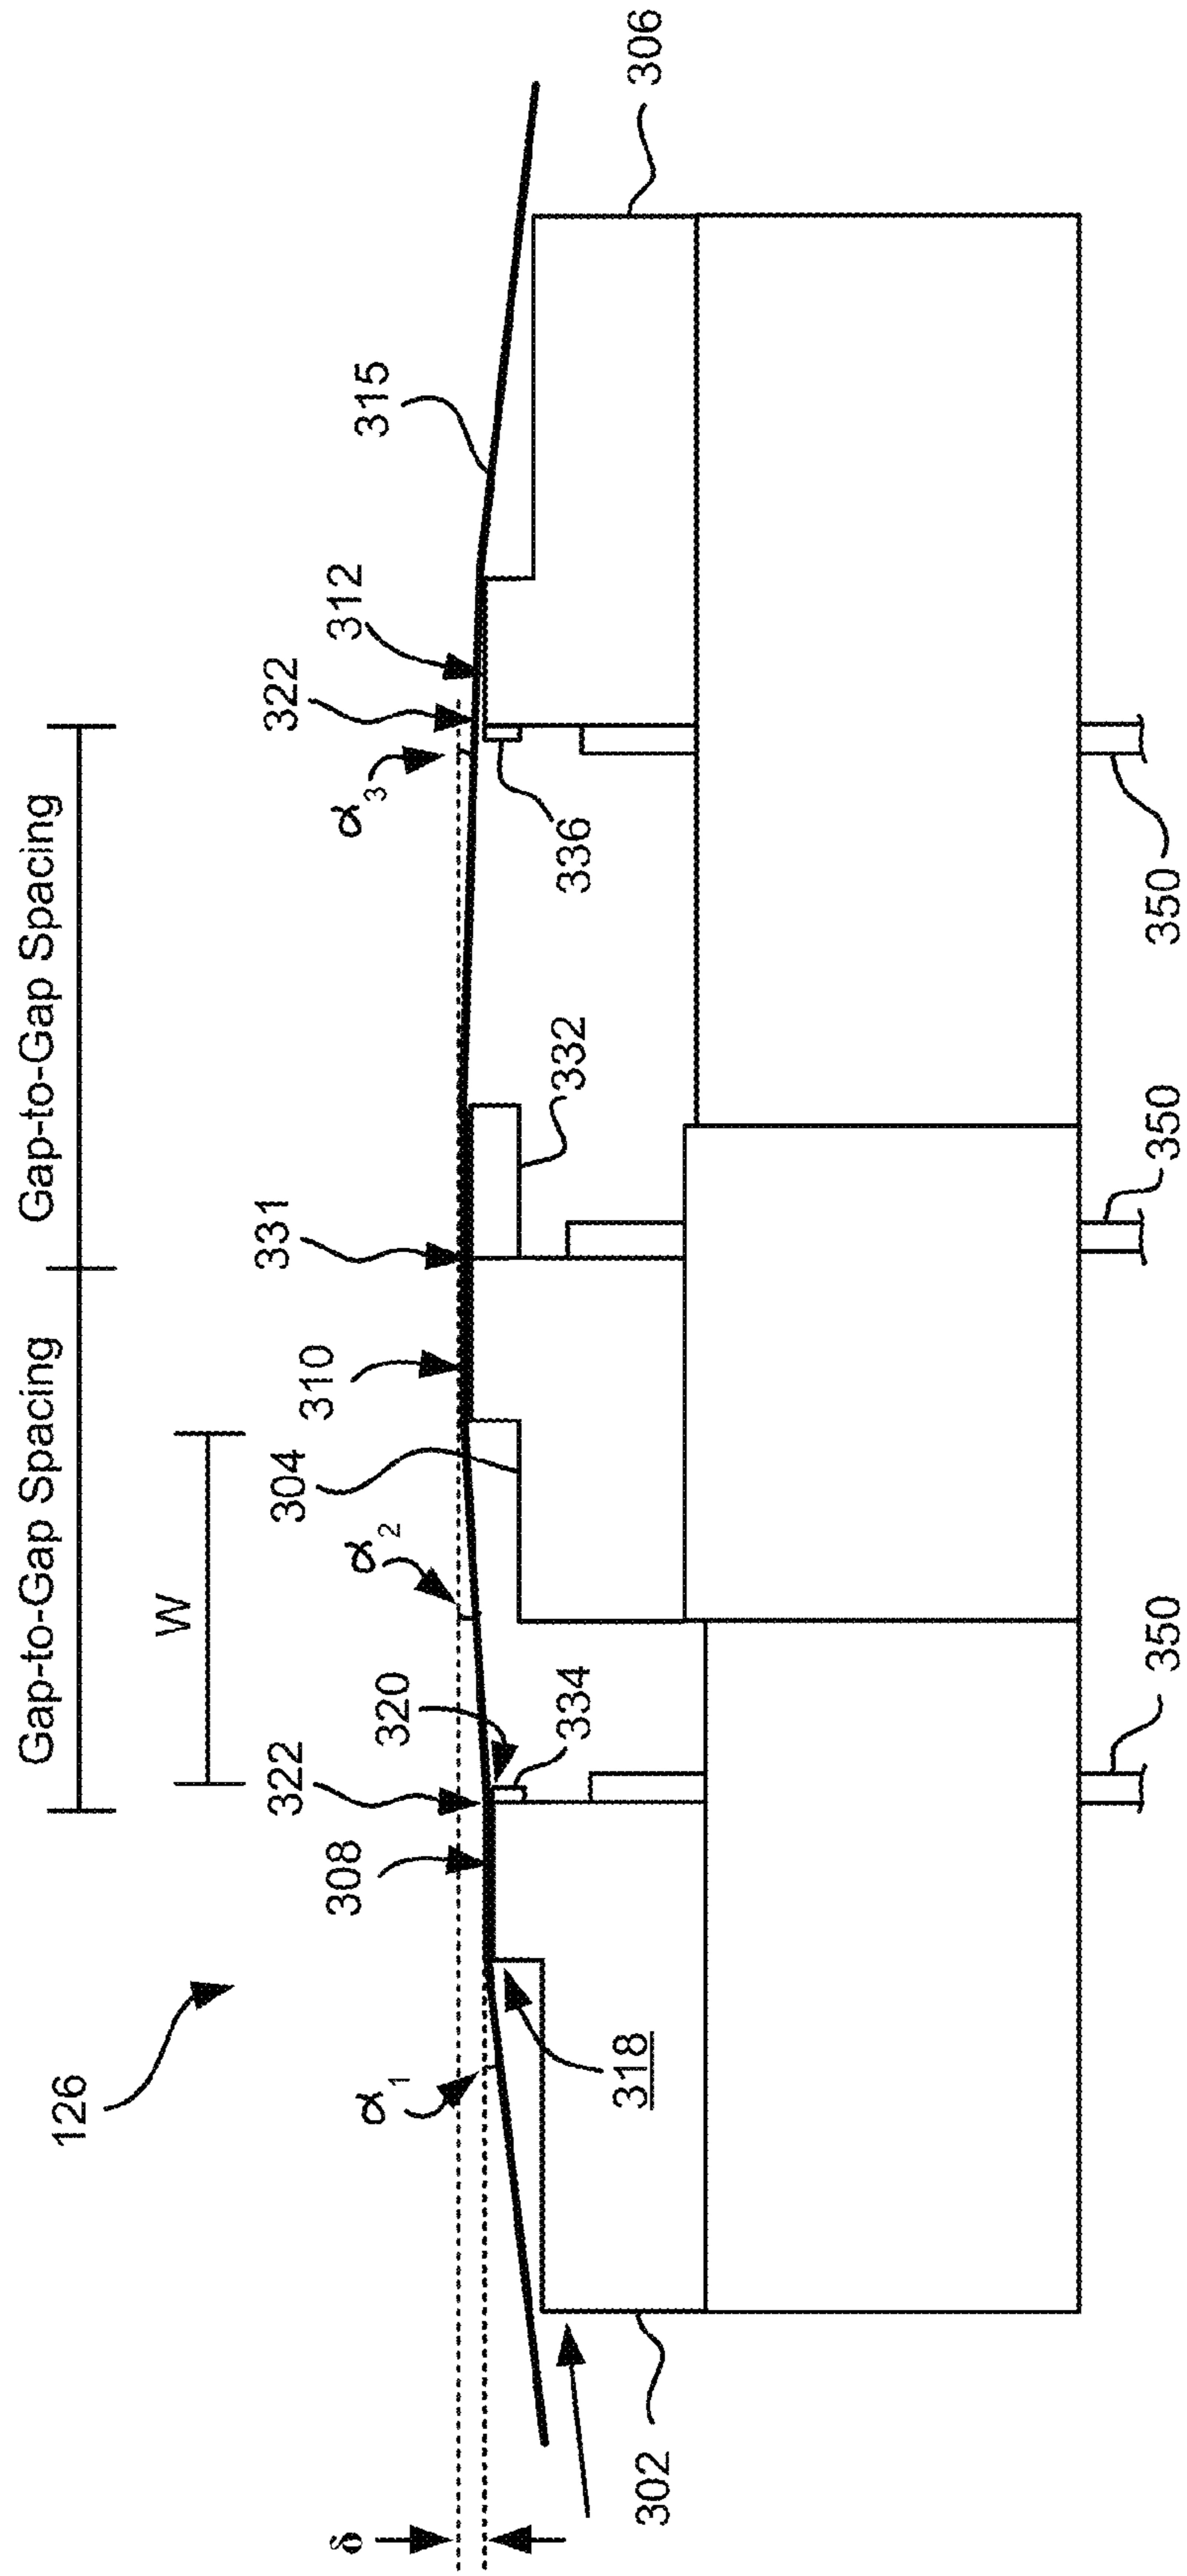 Gap-to-Gap Spacing
Gap-to-Gap Spacing
W
126
α1
308
322
320
334
α2
304
310
331
332
α3
322
336
312
315
306
δ
302
318
350
350
350